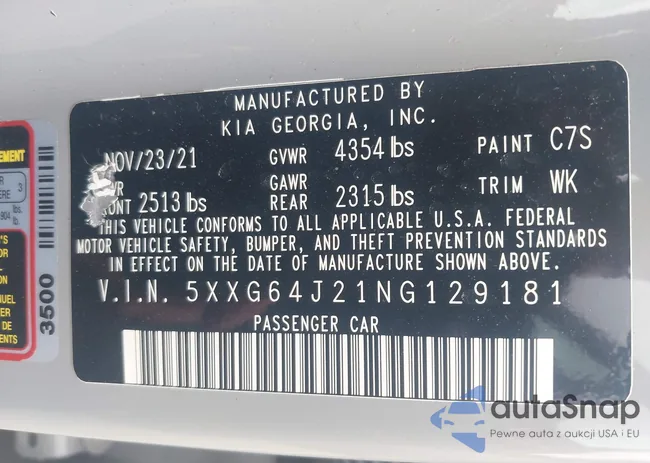 MANUFACTURED BY
KIA GEORGIA, INC.
NOV/23/21 GVWR 4354 lbs PAINT C7S
GAWR
2513 lbs REAR 2315 lbs TRIM WK
THIS VEHICLE CONFORMS TO ALL APPLICABLE U.S.A. FEDERAL
MOTOR VEHICLE SAFETY, BUMPER, AND THEFT PREVENTION STANDARDS
IN EFFECT ON THE DATE OF MANUFACTURE SHOWN ABOVE.
V.I.N. 5XXG64J21NG129181
PASSENGER CAR
3500
autoSnap
Pewne auta z aukcji USA i EU